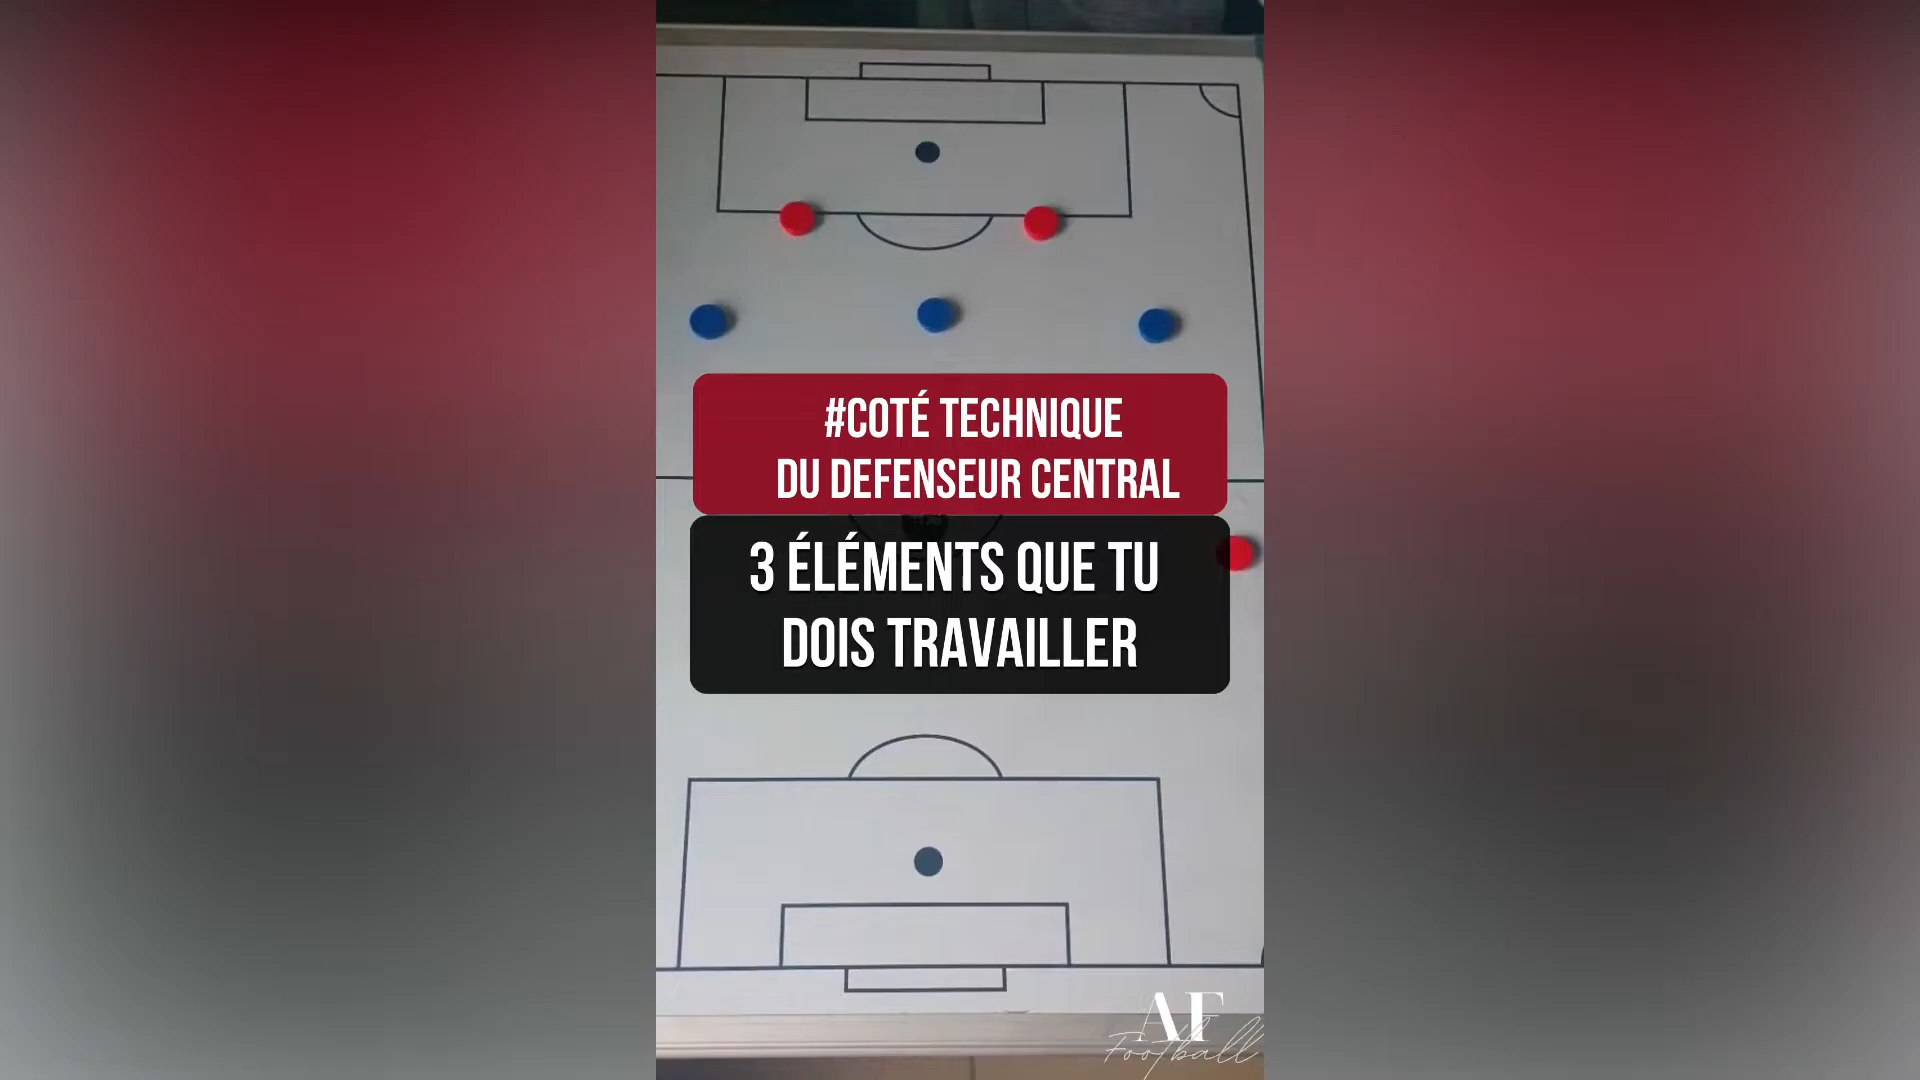 #COTÉ TECHNIQUE
DU DEFENSEUR CENTRAL
3 ÉLÉMENTS QUE TU
DOIS TRAVAILLER
AF
Football